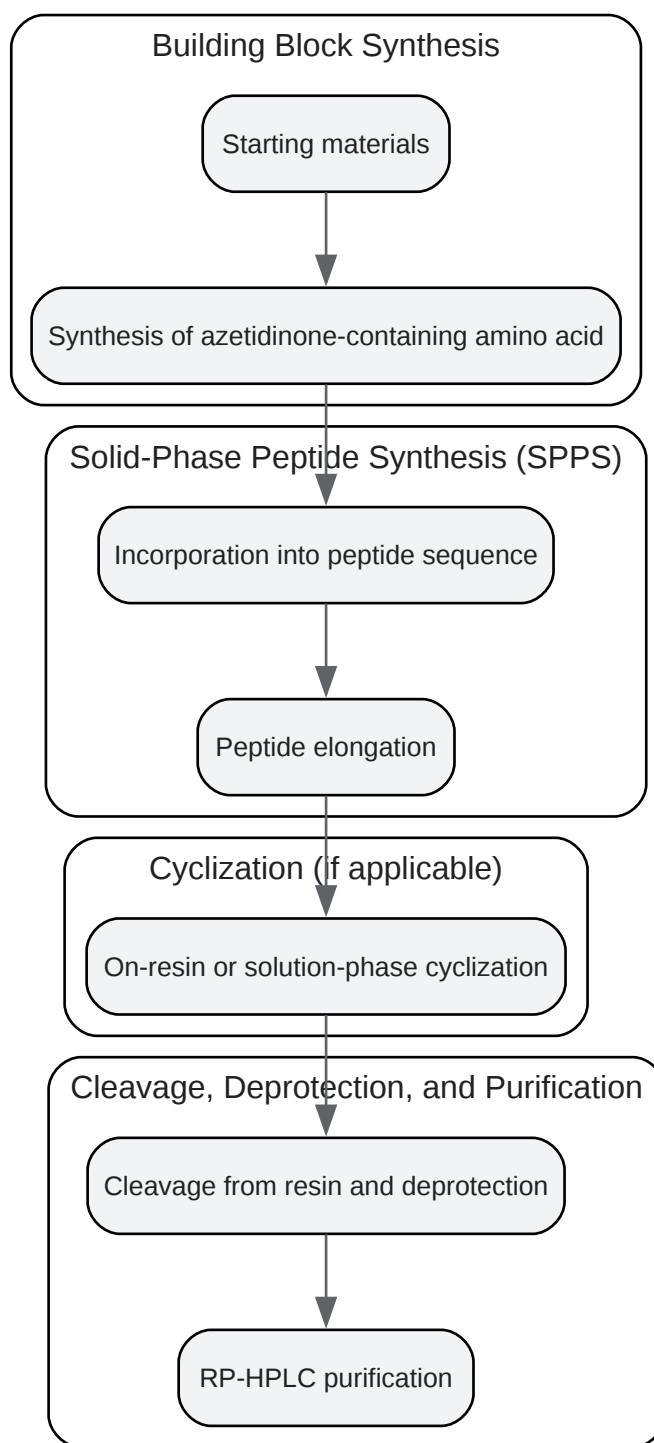 Building Block Synthesis
Starting materials
Synthesis of azetidinone-containing amino acid
Solid-Phase Peptide Synthesis (SPPS)
Incorporation into peptide sequence
Peptide elongation
Cyclization (if applicable)
On-resin or solution-phase cyclization
Cleavage, Deprotection, and Purification
Cleavage from resin and deprotection
RP-HPLC purification